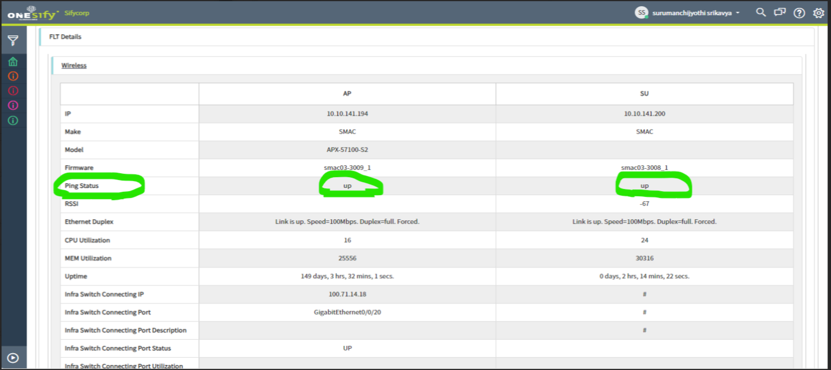 ONESIFY Sifycorp
SS surumanchijyothi srikavya
FLT Details
Wireless
AP SU
IP 10.10.141.194 10.10.141.200
Make SMAC SMAC
Model APX-57100-S2
Firmware smac03-3009_1 smac03-3008_1
Ping Status up up
RSSI -67
Ethernet Duplex Link is up. Speed=100Mbps. Duplex=full. Forced. Link is up. Speed=100Mbps. Duplex=full. Forced.
CPU Utilization 16 24
MEM Utilization 25556 30316
Uptime 149 days, 3 hrs, 32 mins, 1 secs. 0 days, 2 hrs, 14 mins, 22 secs.
Infra Switch Connecting IP 100.71.14.18 #
Infra Switch Connecting Port GigabitEthernet0/0/20 #
Infra Switch Connecting Port Description #
Infra Switch Connecting Port Status UP
Infra Switch Connecting Port Utilization